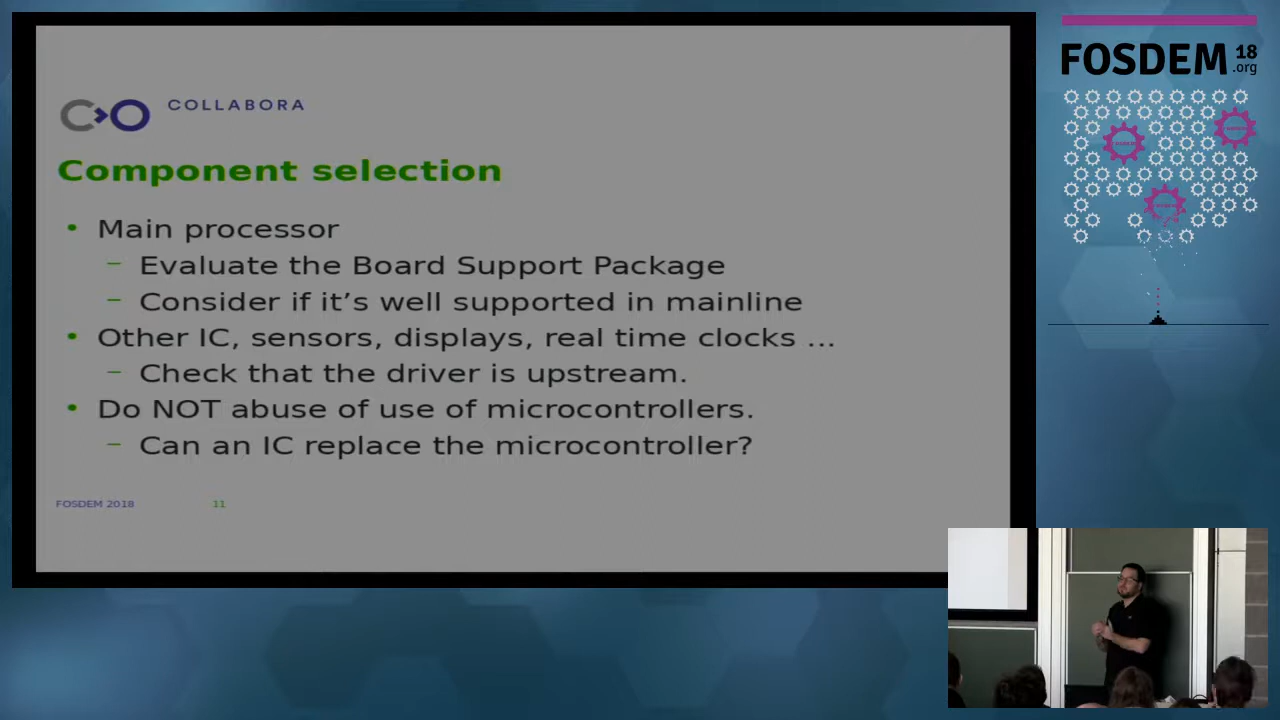 COLLABORA
Component selection
• Main processor
– Evaluate the Board Support Package
– Consider if it’s well supported in mainline
• Other IC, sensors, displays, real time clocks ...
– Check that the driver is upstream.
• Do NOT abuse of use of microcontrollers.
– Can an IC replace the microcontroller?
FOSDEM 2018 11
FOSDEM 18
.org